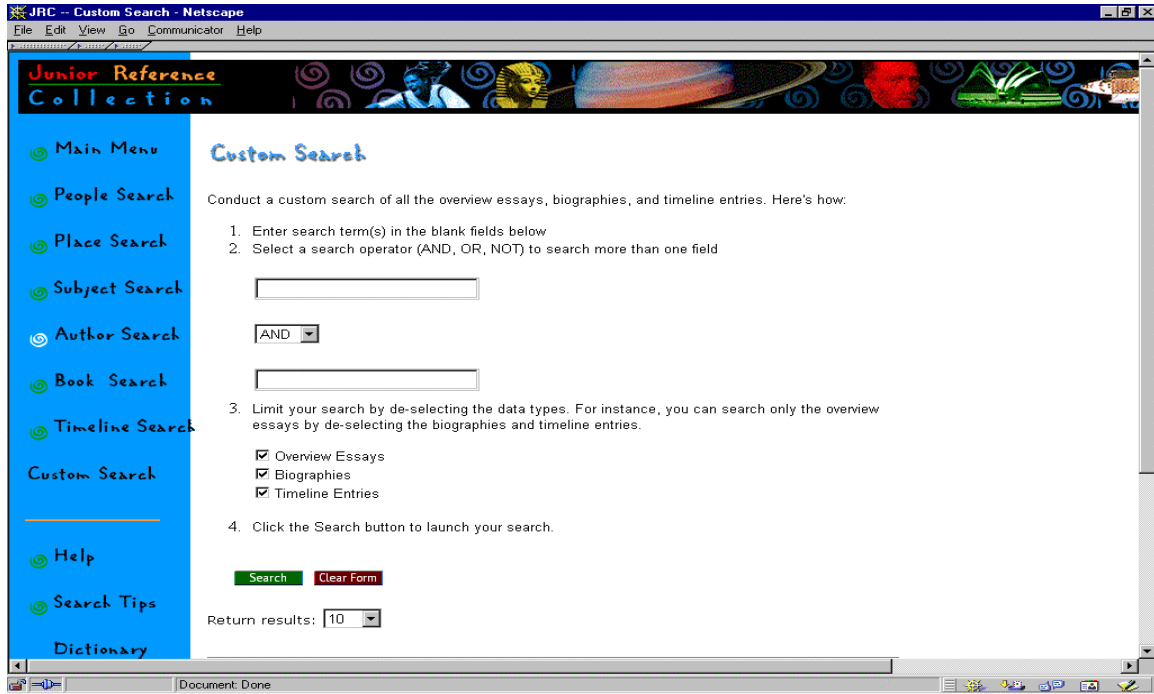 JRC -- Custom Search - Netscape
File Edit View Go Communicator Help
Junior Reference
Collection
Main Menu
People Search
Place Search
Subject Search
Author Search
Book Search
Timeline Search
Custom Search
Help
Search Tips
Dictionary
Custom Search
Conduct a custom search of all the overview essays, biographies, and timeline entries. Here's how:
1. Enter search term(s) in the blank fields below
2. Select a search operator (AND, OR, NOT) to search more than one field
AND
3. Limit your search by de-selecting the data types. For instance, you can search only the overview
essays by de-selecting the biographies and timeline entries.
Overview Essays
Biographies
Timeline Entries
4. Click the Search button to launch your search.
Search Clear Form
Return results: 10
Document: Done